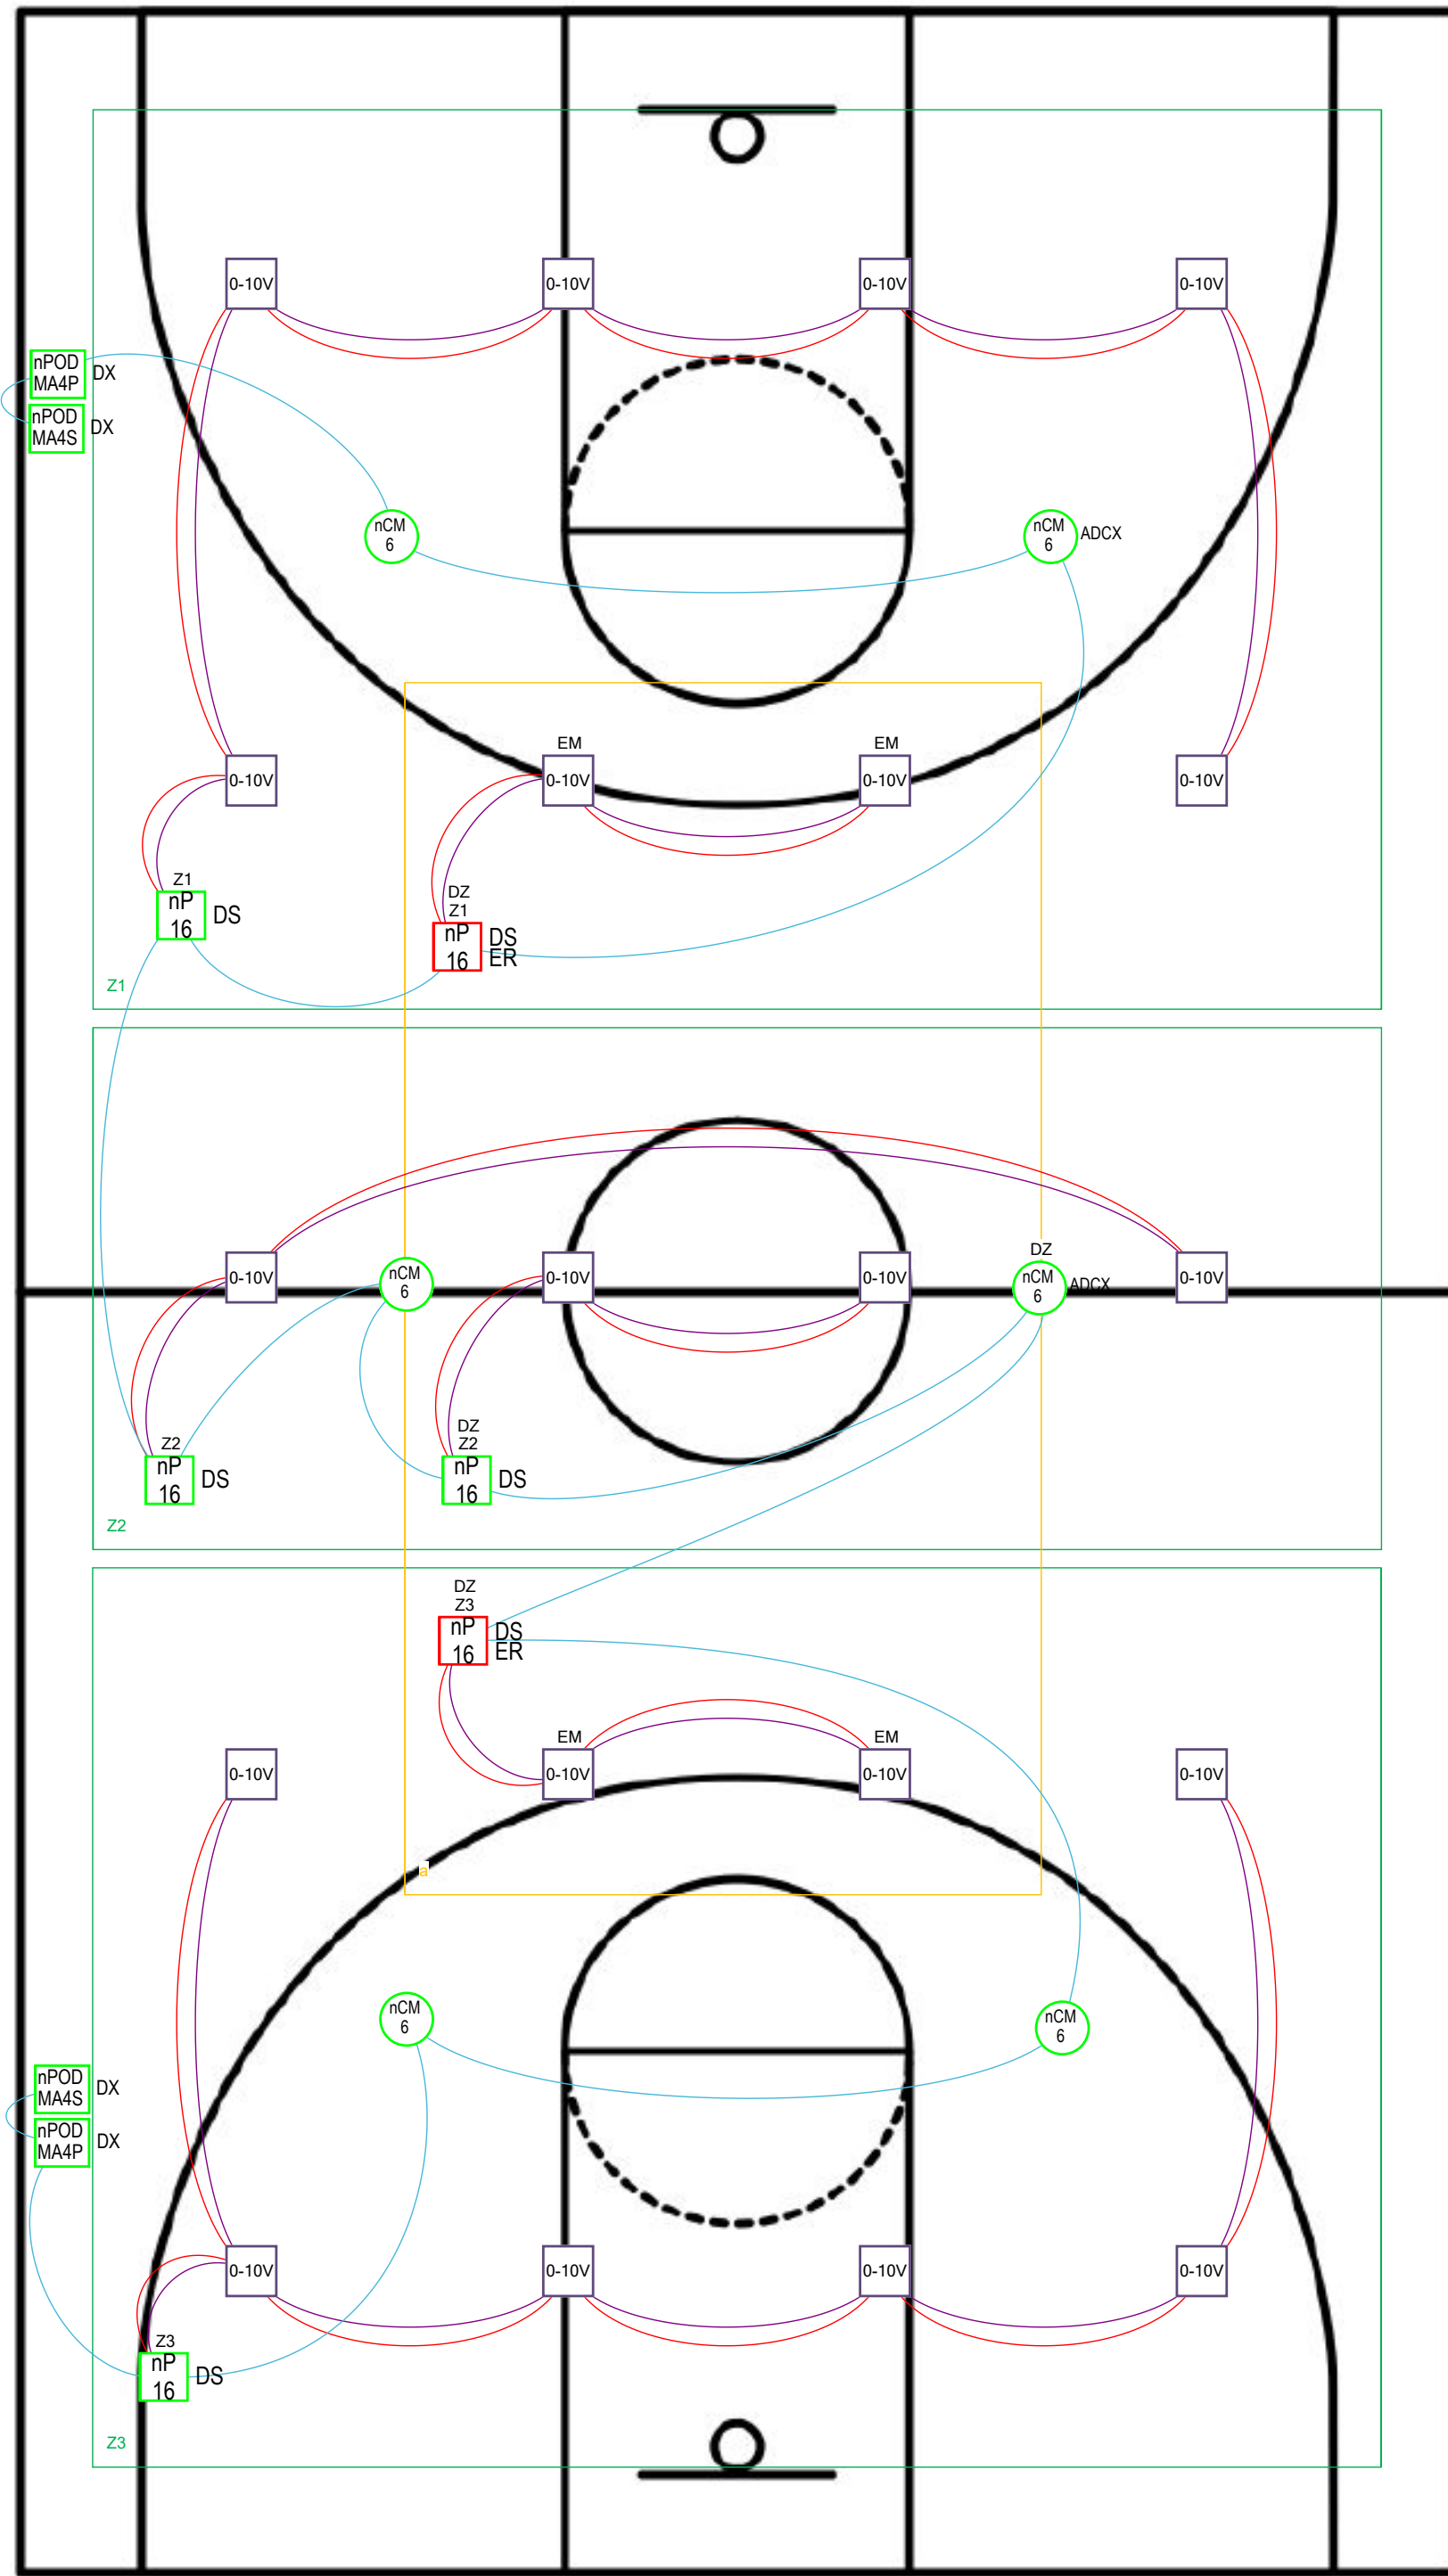 0-10V
0-10V
0-10V
0-10V
nPOD
MA4P
DX
nPOD
MA4S
DX
nCM
6
nCM
6
ADCX
EM
EM
0-10V
0-10V
0-10V
0-10V
Z1
nP
16
DS
DZ
Z1
nP
16
DS
ER
Z1
DZ
0-10V
nCM
6
0-10V
0-10V
nCM
6
ADCX
0-10V
Z2
nP
16
DS
DZ
Z2
nP
16
DS
Z2
DZ
Z3
nP
16
DS
ER
EM
EM
0-10V
0-10V
0-10V
0-10V
a
nCM
6
nCM
6
nPOD
MA4S
DX
nPOD
MA4P
DX
0-10V
0-10V
0-10V
0-10V
Z3
nP
16
DS
Z3